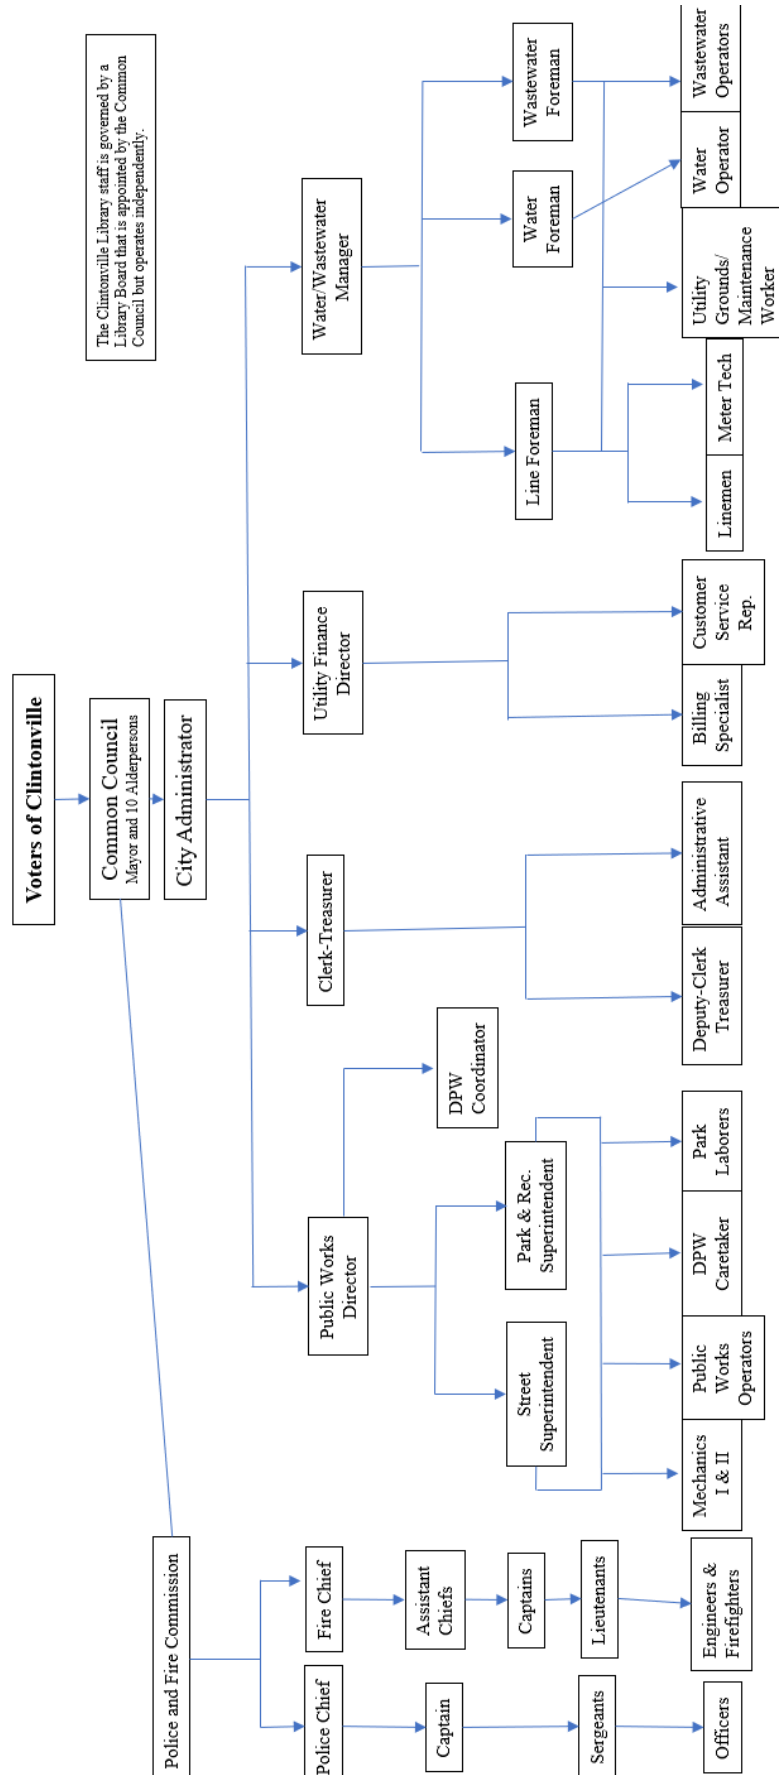 Voters of Clintonville
The Clintonville Library staff is governed by a
Library Board that is appointed by the Common
Council but operates independently.
Common Council
Mayor and 10 Alderpersons
City Administrator
Police and Fire Commission
Police Chief
Fire Chief
Public Works
Director
Clerk-Treasurer
Utility Finance
Director
Water/Wastewater
Manager
Captain
Assistant
Chiefs
DPW
Coordinator
Captains
Street
Superintendent
Park & Rec.
Superintendent
Line Foreman
Water
Foreman
Wastewater
Foreman
Sergeants
Lieutenants
Officers
Engineers &
Firefighters
Mechanics
I & II
Public
Works
Operators
DPW
Caretaker
Park
Laborers
Deputy-Clerk
Treasurer
Administrative
Assistant
Billing
Specialist
Customer
Service
Rep.
Linemen
Meter Tech
Utility
Grounds/
Maintenance
Worker
Water
Operator
Wastewater
Operators